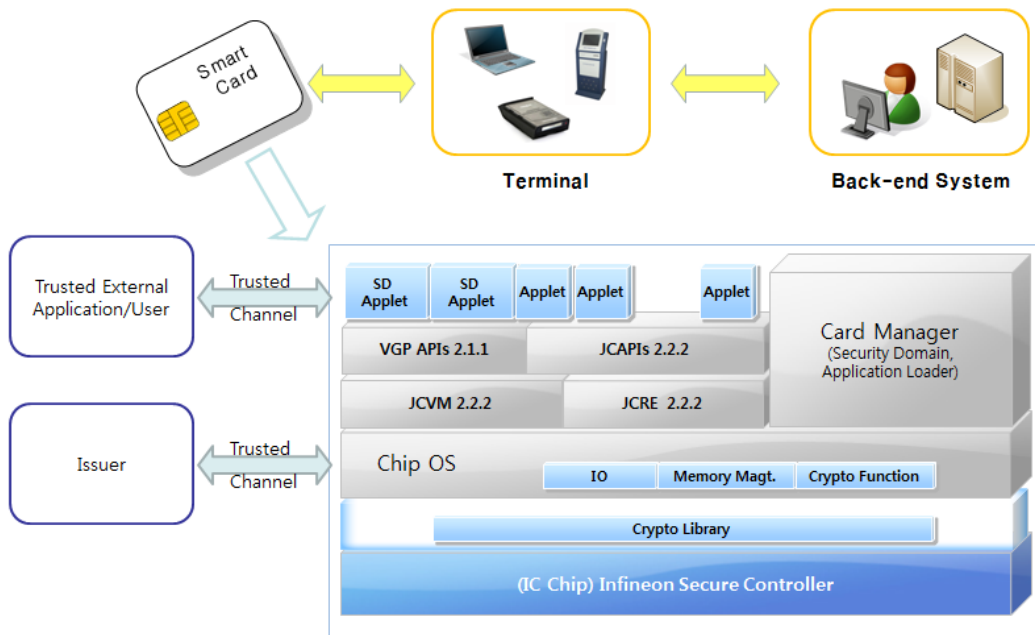 Smart
Card
Terminal
Back-end System
Trusted External
Application/User
Trusted
Channel
SD
Applet
SD
Applet
Applet
Applet
Applet
VGP APIs 2.1.1
JCAPIs 2.2.2
Card Manager
(Security Domain,
Application Loader)
JCVM 2.2.2
JCRE 2.2.2
Issuer
Trusted
Channel
Chip OS
IO
Memory Magt.
Crypto Function
Crypto Library
(IC Chip) Infineon Secure Controller